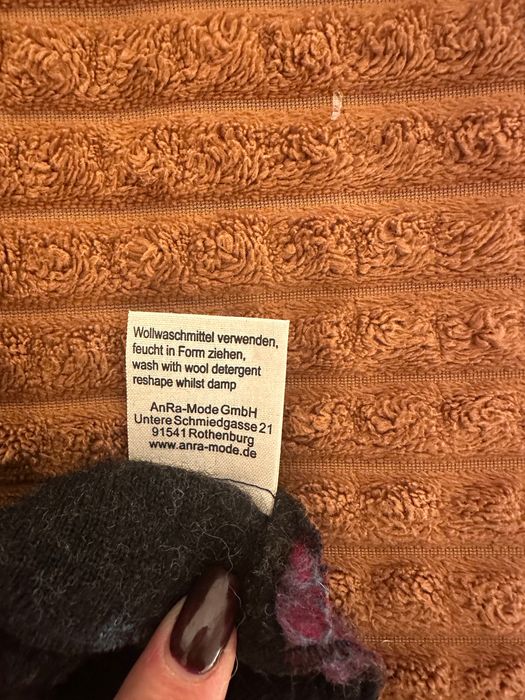 Wollwaschmittel verwenden,
feucht in Form ziehen,
wash with wool detergent
reshape whilst damp
AnRa-Mode GmbH
Untere Schmiedgasse 21
91541 Rothenburg
www.anra-mode.de